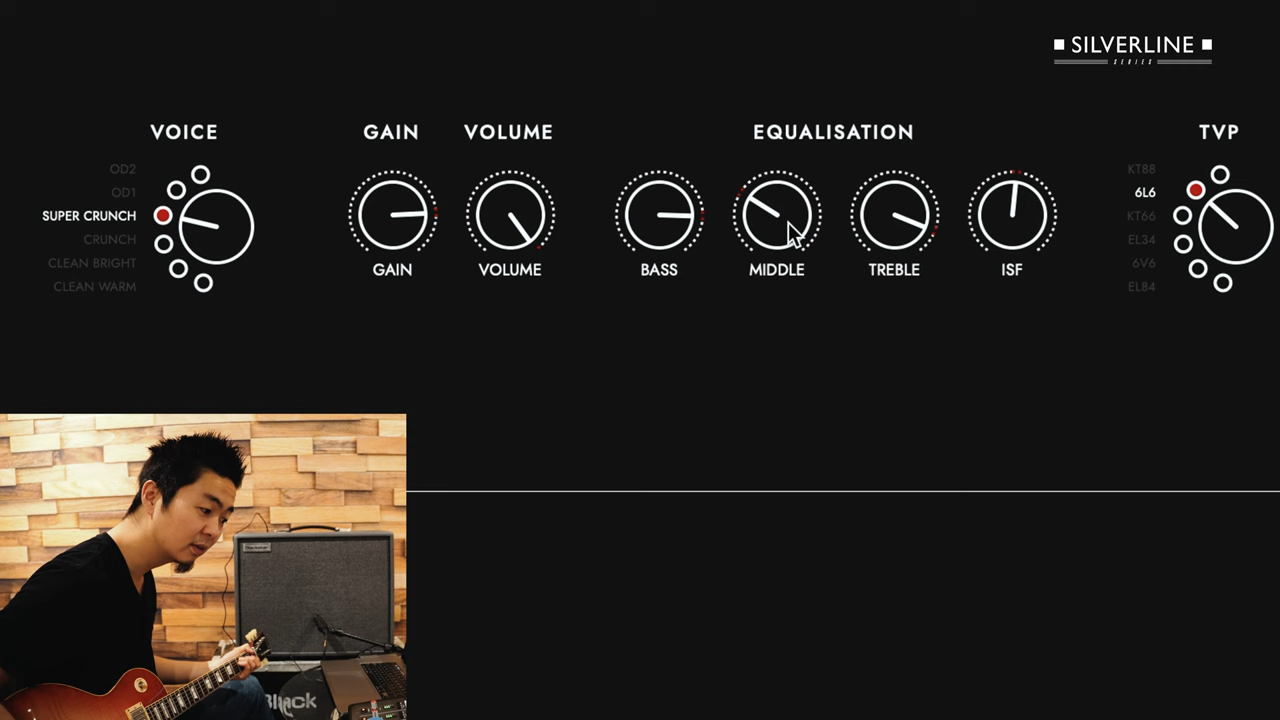 SILVERLINE
SERIES
VOICE
GAIN
VOLUME
EQUALISATION
TVP
OD2
OD1
SUPER CRUNCH
CRUNCH
CLEAN BRIGHT
CLEAN WARM
GAIN
VOLUME
BASS
MIDDLE
TREBLE
ISF
KT88
6L6
KT66
EL34
6V6
EL84
Black